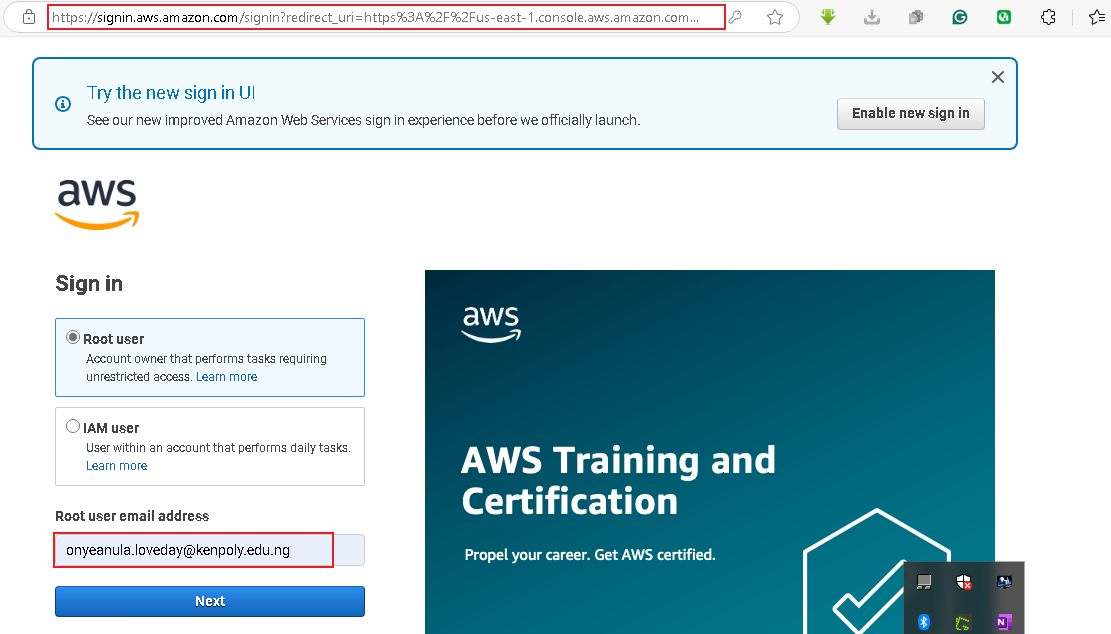 https://signin.aws.amazon.com/signin?redirect_uri=https%3A%2F%2Fus-east-1.console.aws.amazon.com...
Try the new sign in UI
See our new improved Amazon Web Services sign in experience before we officially launch.
Enable new sign in
aws
Sign in
Root user
Account owner that performs tasks requiring
unrestricted access. Learn more
IAM user
User within an account that performs daily tasks.
Learn more
Root user email address
onyeanula.loveday@kenpoly.edu.ng
Next
aws
AWS Training and
Certification
Propel your career. Get AWS certified.
N